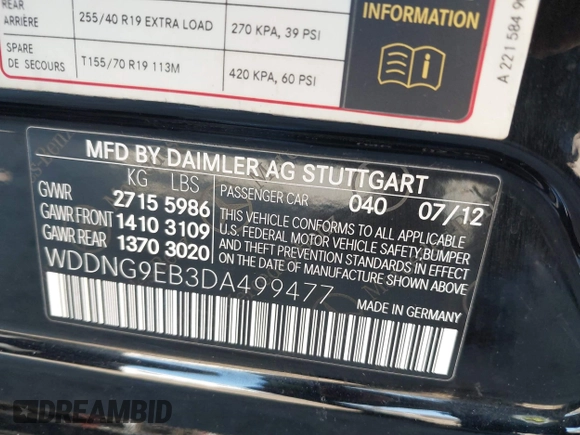 REAR
ARRIÈRE
255/40 R19 EXTRA LOAD
270 KPA, 39 PSI
SPARE
DE SECOURS
T155/70 R19 113M
420 KPA, 60 PSI
INFORMATION
A 221 584
MFD BY DAIMLER AG STUTTGART
KG LBS
GVWR 2715 5986
GAWR FRONT 1410 3109
GAWR REAR 1370 3020
PASSENGER CAR 040 07/12
THIS VEHICLE CONFORMS TO ALL APPLICABLE
U.S. FEDERAL MOTOR VEHICLE SAFETY,BUMPER
AND THEFT PREVENTION STANDARDS IN EFFECT
ON THE DATE OF MANUFACTURE SHOWN ABOVE.
WDDNG9EB3DA499477
MADE IN GERMANY
DREAMBID